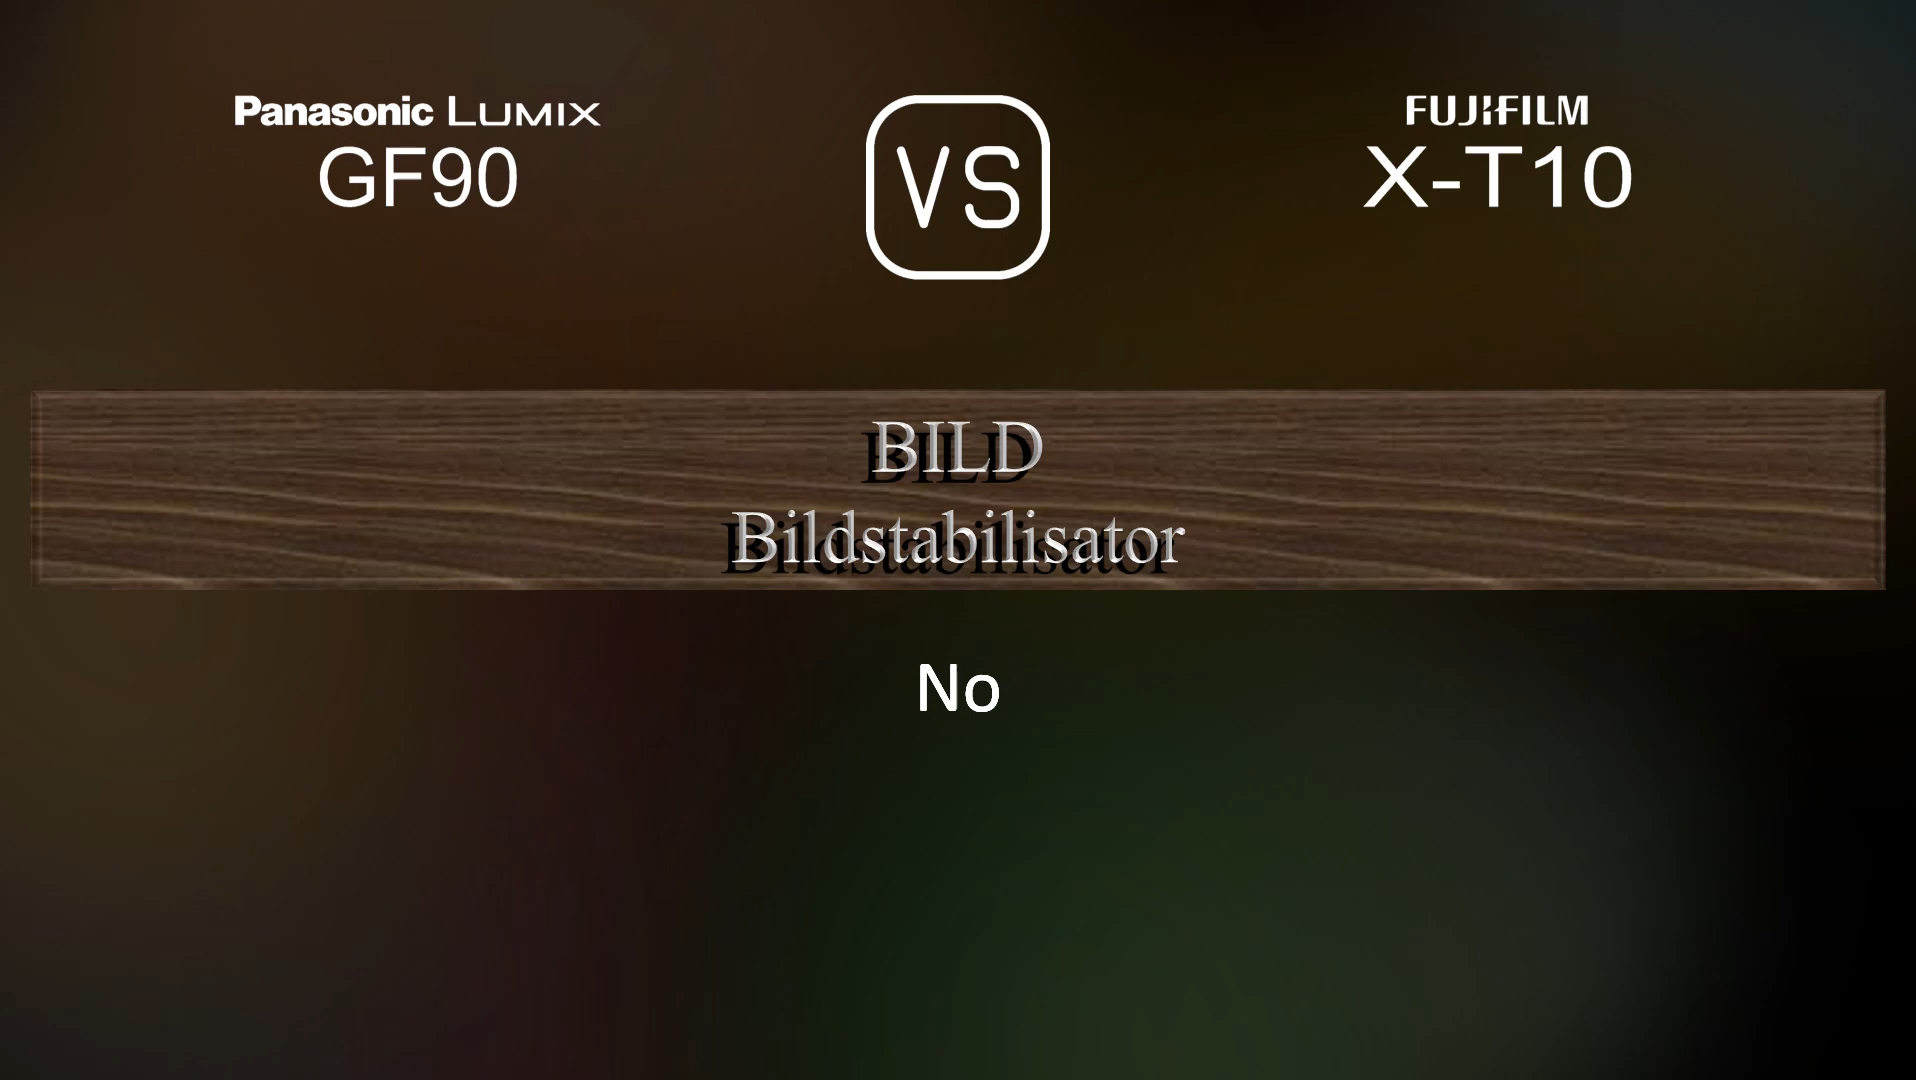 Panasonic LUMIX
GF90
VS
FUJIFILM
X-T10
BILD
Bildstabilisator
No